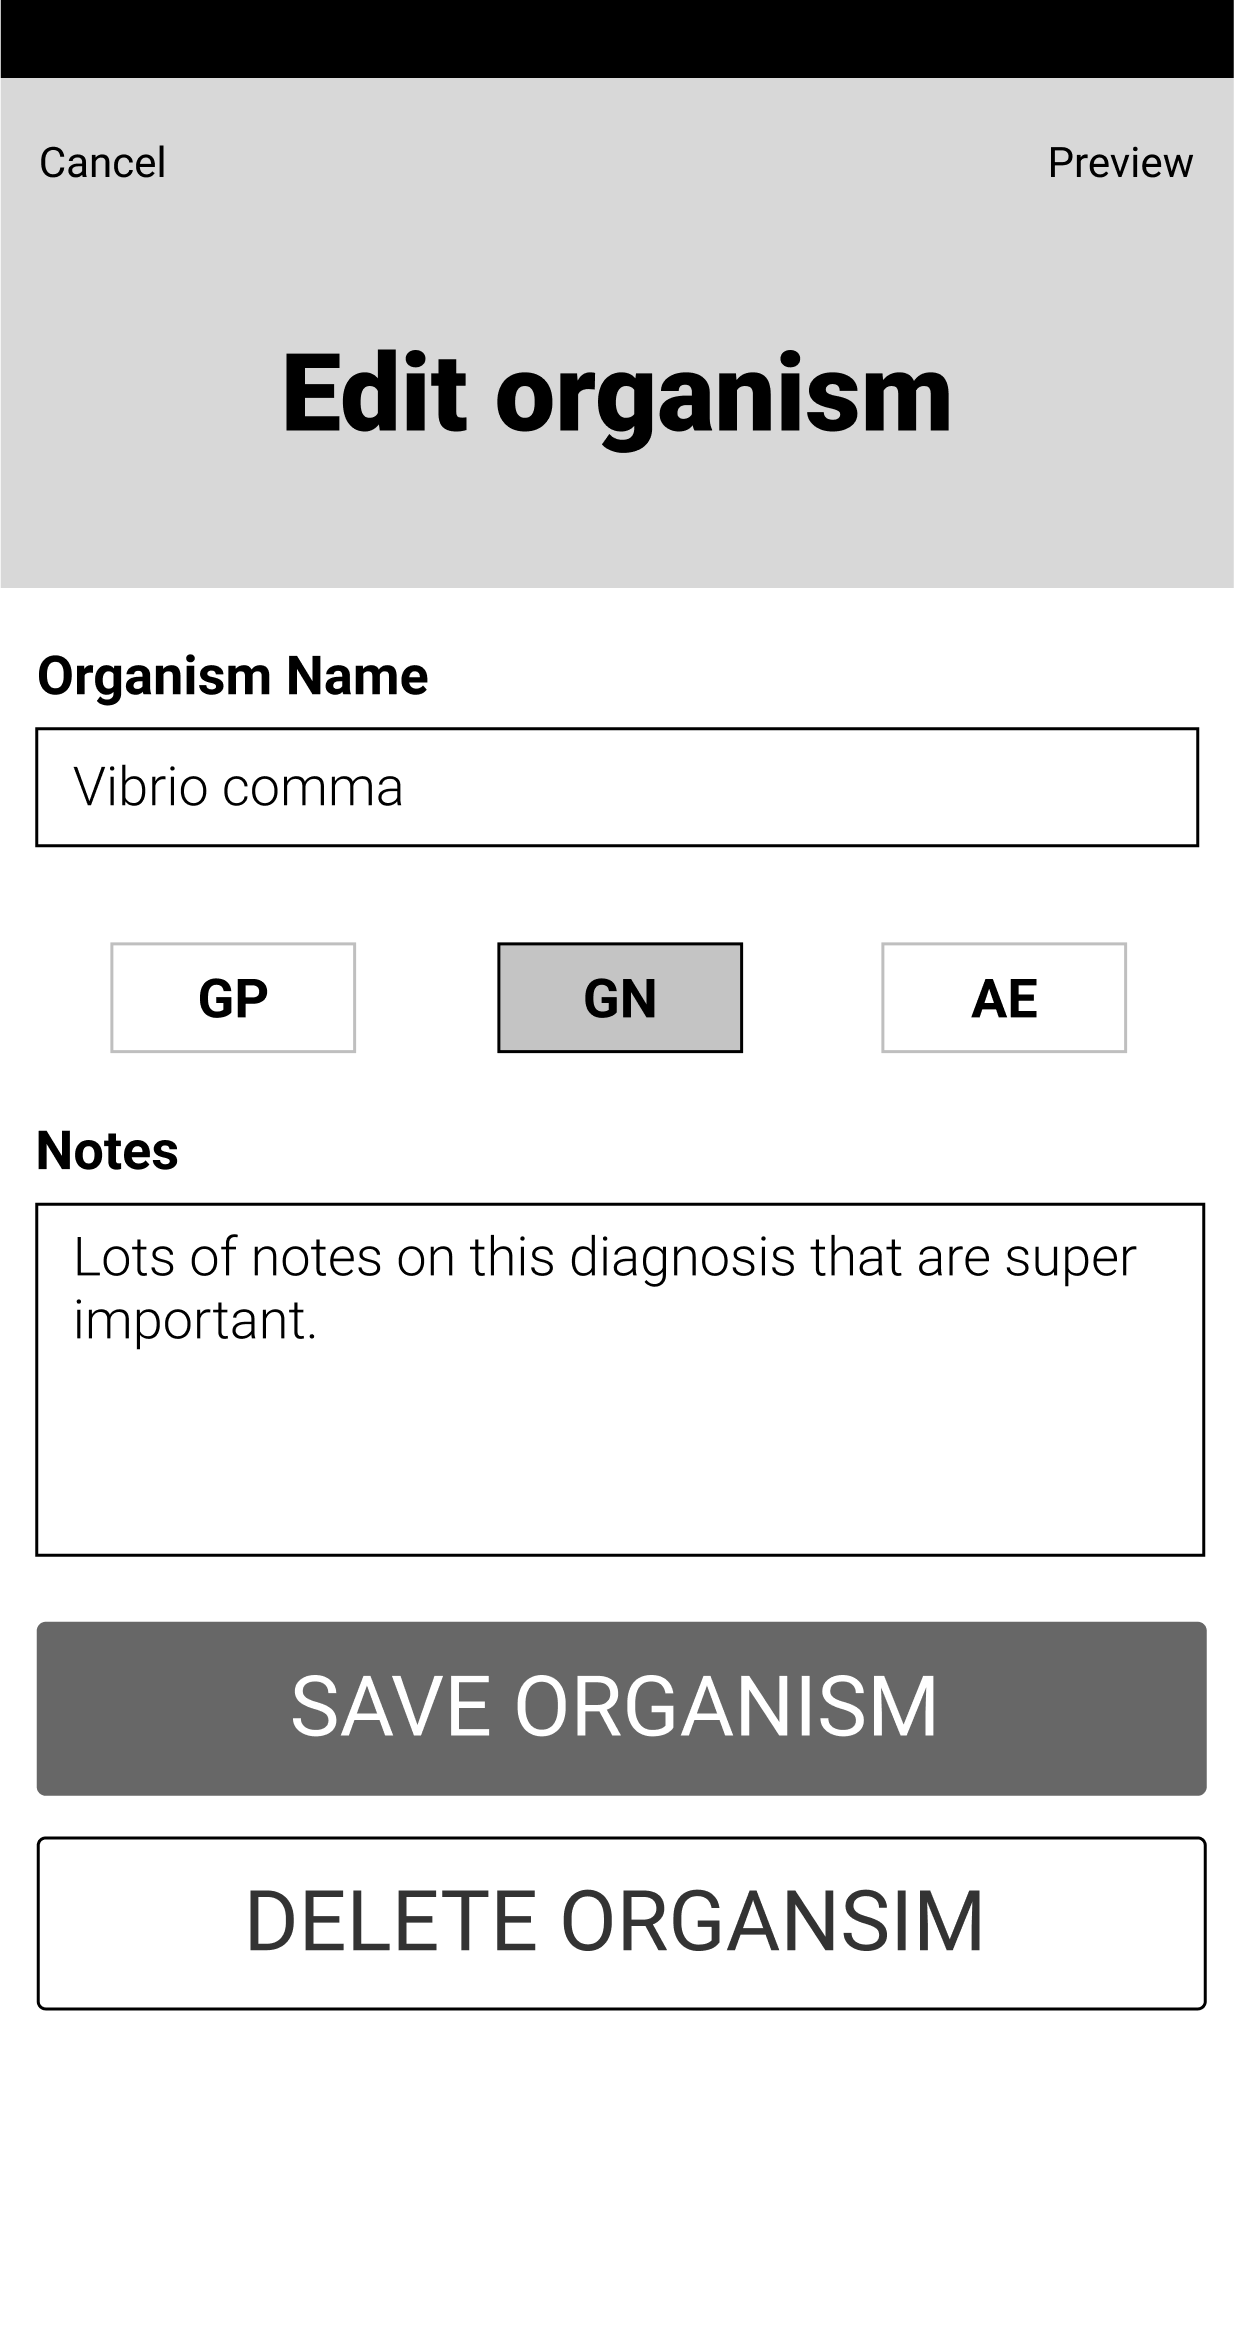 Cancel
Preview
Edit organism
Organism Name
Vibrio comma
GP
GN
AE
Notes
Lots of notes on this diagnosis that are super
important.
SAVE ORGANISM
DELETE ORGANSIM